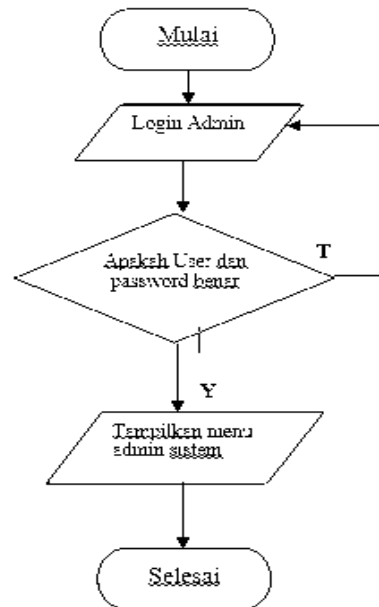 Mulai
Login Admin
Apakah User dan
password benar
T
Y
Tampilkan menu
admin sistem
Selesai